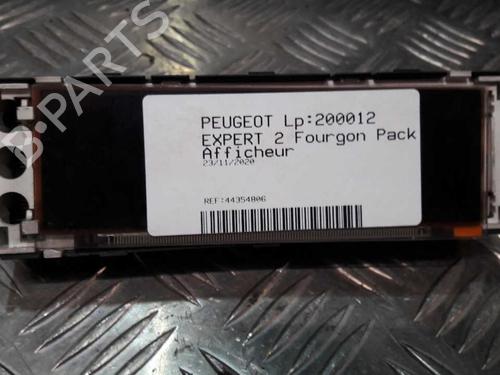 B-PARTS
PEUGEOT Lp:200012
EXPERT 2 Fourgon Pack
Afficheur
23/11/2020
REF:44354806